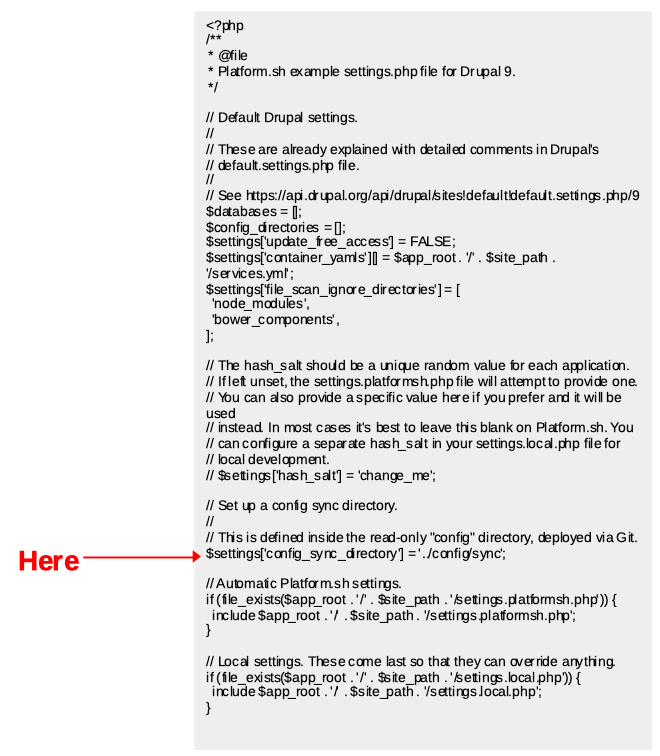 <?php
/**
* @file
* Platform.sh example settings.php file for Drupal 9.
*/
// Default Drupal settings.
//
// These are already explained with detailed comments in Drupal's
// default.settings.php file.
//
// See https://api.drupal.org/api/drupal/sites!default!default.settings.php/9
$databases = [];
$config_directories = [];
$settings['update_free_access'] = FALSE;
$settings['container_yamls'][] = $app_root . '/' . $site_path .
'/services.yml';
$settings['file_scan_ignore_directories'] = [
'node_modules',
'bower_components',
];
// The hash_salt should be a unique random value for each application.
// If left unset, the settings.platformsh.php file will attempt to provide one.
// You can also provide a specific value here if you prefer and it will be
used
// instead. In most cases it's best to leave this blank on Platform.sh. You
// can configure a separate hash_salt in your settings.local.php file for
// local development.
// $settings['hash_salt'] = 'change_me';
// Set up a config sync directory.
//
// This is defined inside the read-only "config" directory, deployed via Git.
Here
$settings['config_sync_directory'] = '../config/sync';
// Automatic Platform.sh settings.
if (file_exists($app_root . '/' . $site_path . '/settings.platformsh.php')) {
include $app_root . '/' . $site_path . '/settings.platformsh.php';
}
// Local settings. These come last so that they can override anything.
if (file_exists($app_root . '/' . $site_path . '/settings.local.php')) {
include $app_root . '/' . $site_path . '/settings.local.php';
}